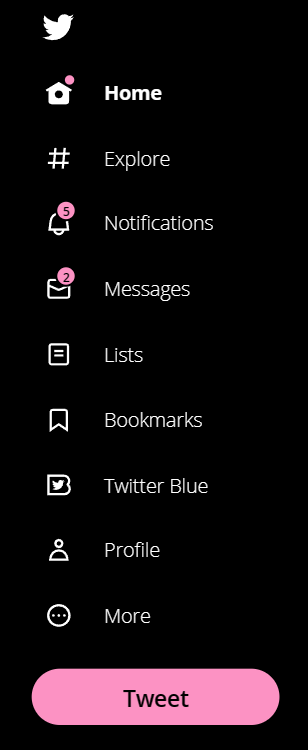 Home
Explore
5
Notifications
2
Messages
Lists
Bookmarks
Twitter Blue
Profile
More
Tweet